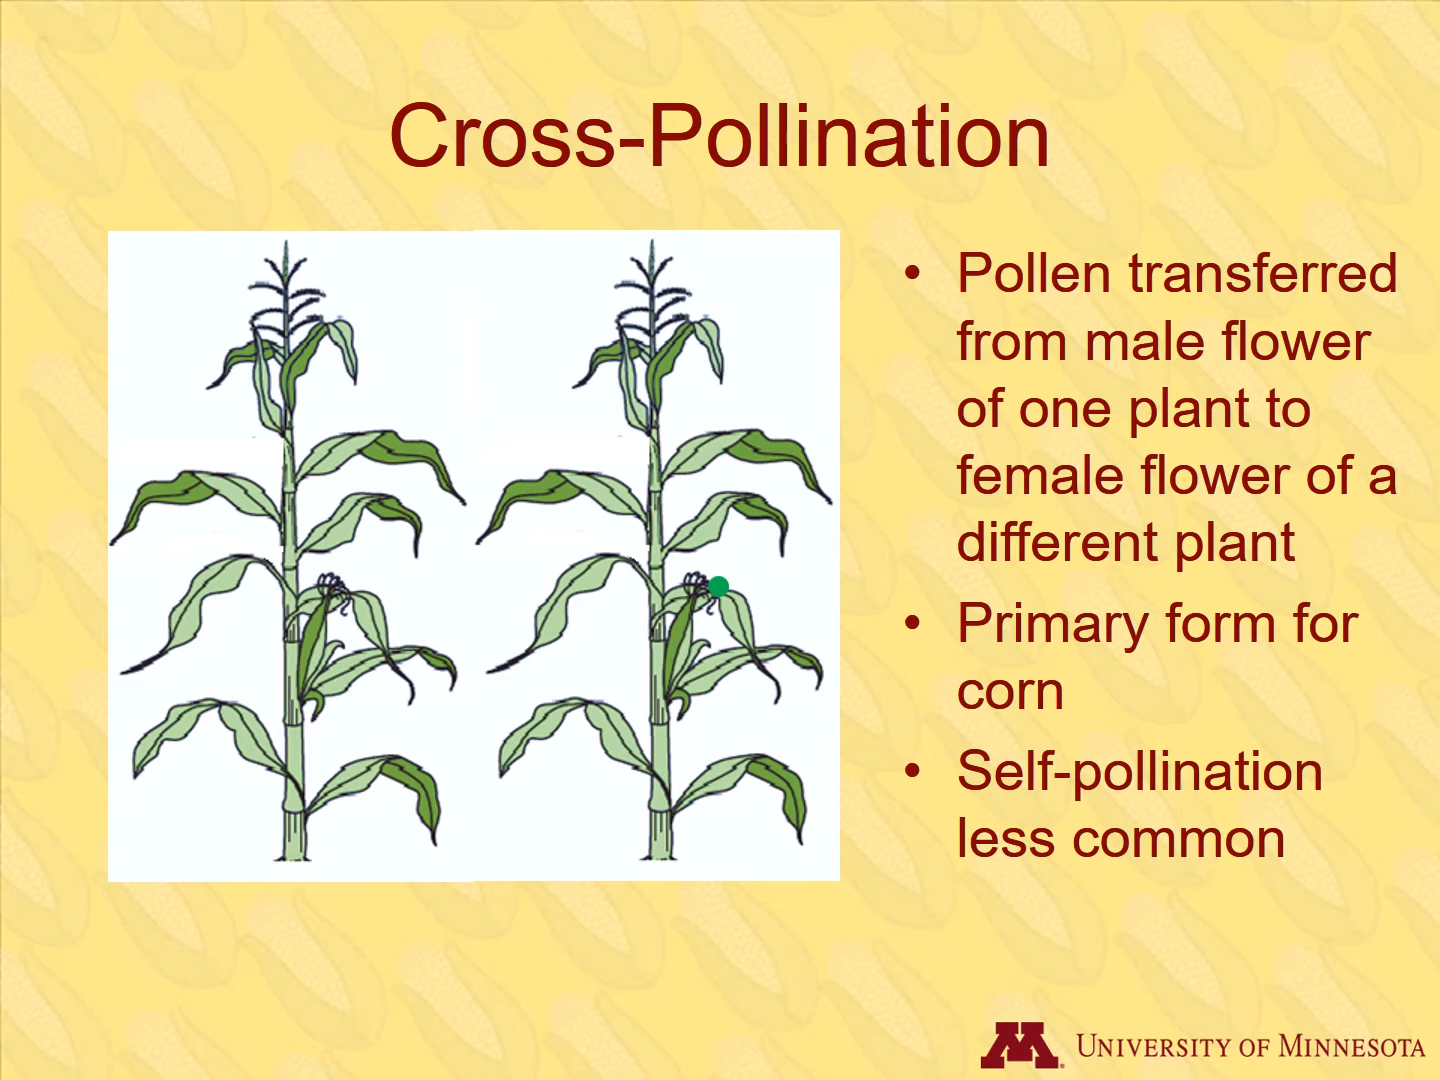 Cross-Pollination
• Pollen transferred
from male flower
of one plant to
female flower of a
different plant
• Primary form for
corn
• Self-pollination
less common
M UNIVERSITY OF MINNESOTA